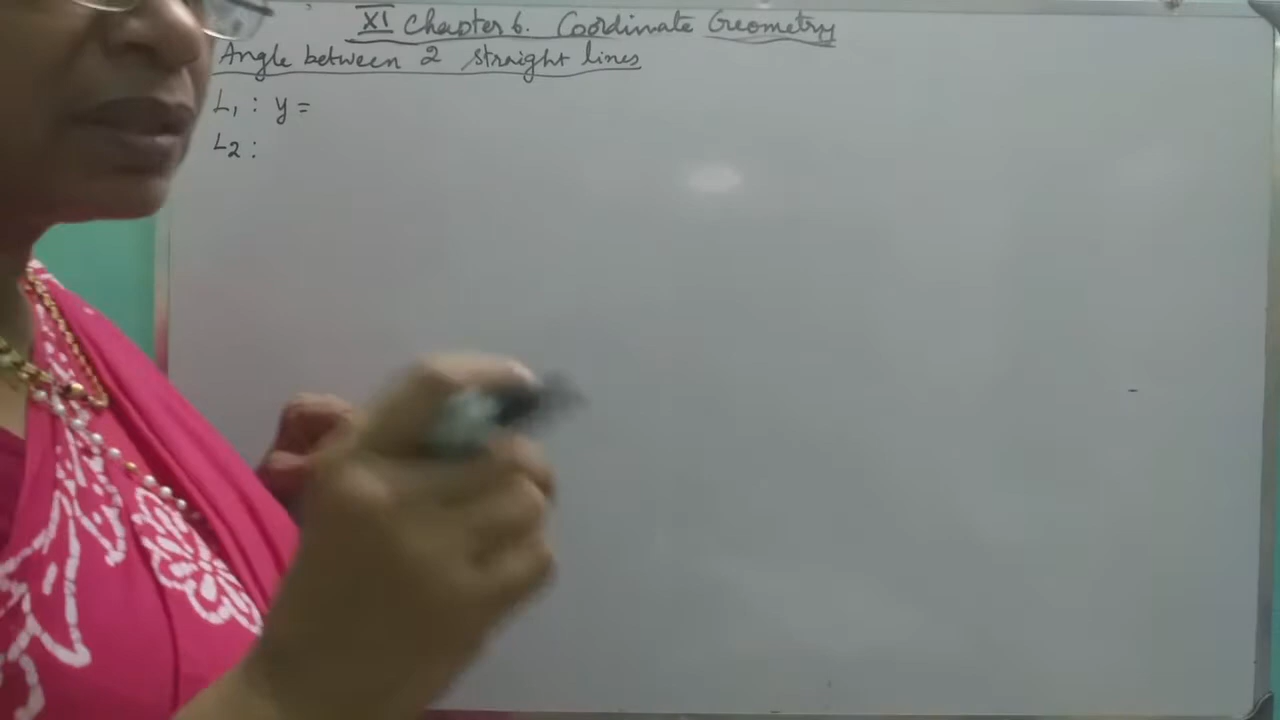 XI Chapter 6. Coordinate Geometry
Angle between 2 straight lines
L₁ : y =
L₂ :